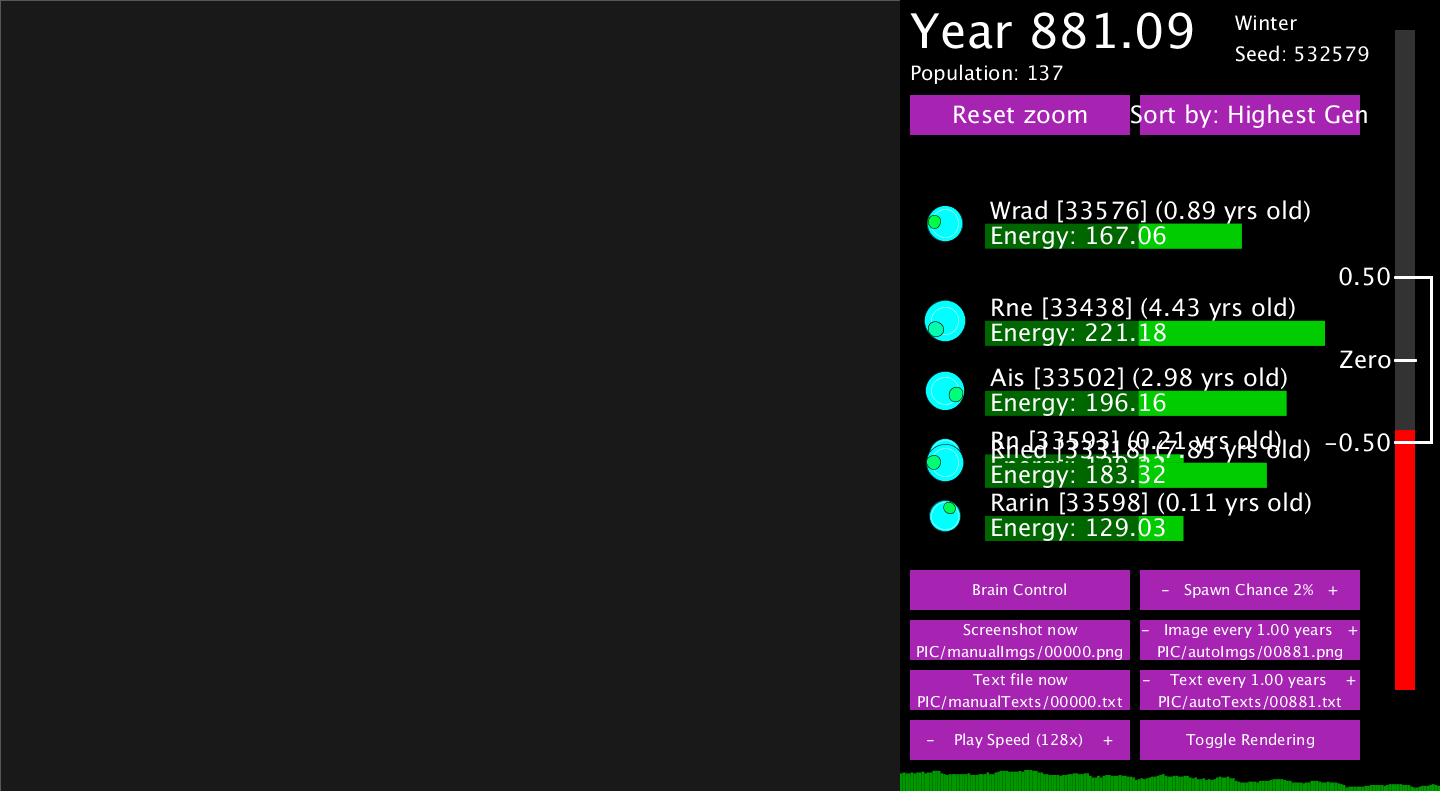 Year 881.09
Winter
Seed: 532579
Population: 137
Reset zoom
Sort by: Highest Gen
Wrad [33576] (0.89 yrs old)
Energy: 167.06
0.50
Rne [33438] (4.43 yrs old)
Energy: 221.18
Zero
Ais [33502] (2.98 yrs old)
Energy: 196.16
Rn [33593] (0.21 yrs old)
-0.50
Rhed [33318] (7.85 yrs old)
Energy: 183.32
Rarin [33598] (0.11 yrs old)
Energy: 129.03
Brain Control
- Spawn Chance 2% +
Screenshot now
PIC/manualImgs/00000.png
- Image every 1.00 years +
PIC/autoImgs/00881.png
Text file now
PIC/manualTexts/00000.txt
- Text every 1.00 years +
PIC/autoTexts/00881.txt
- Play Speed (128x) +
Toggle Rendering